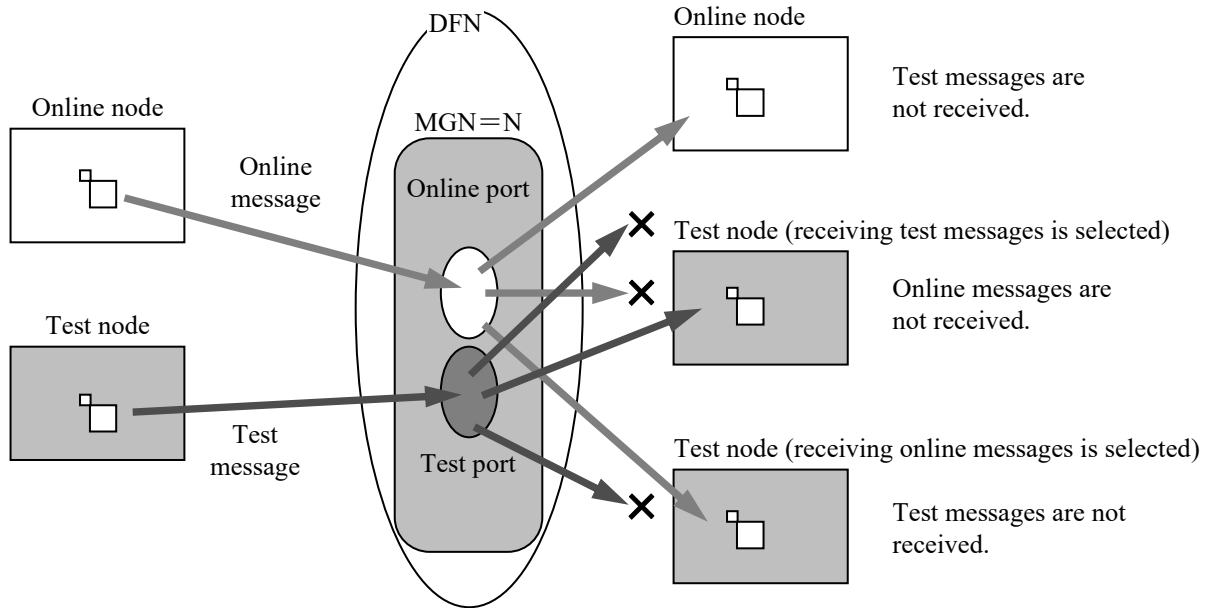 DFN
Online node
Test messages are
not received.
Online node
MGN＝N
Online
message
Online port
Test node (receiving test messages is selected)
Online messages are
not received.
Test node
Test
message
Test port
Test node (receiving online messages is selected)
Test messages are not
received.